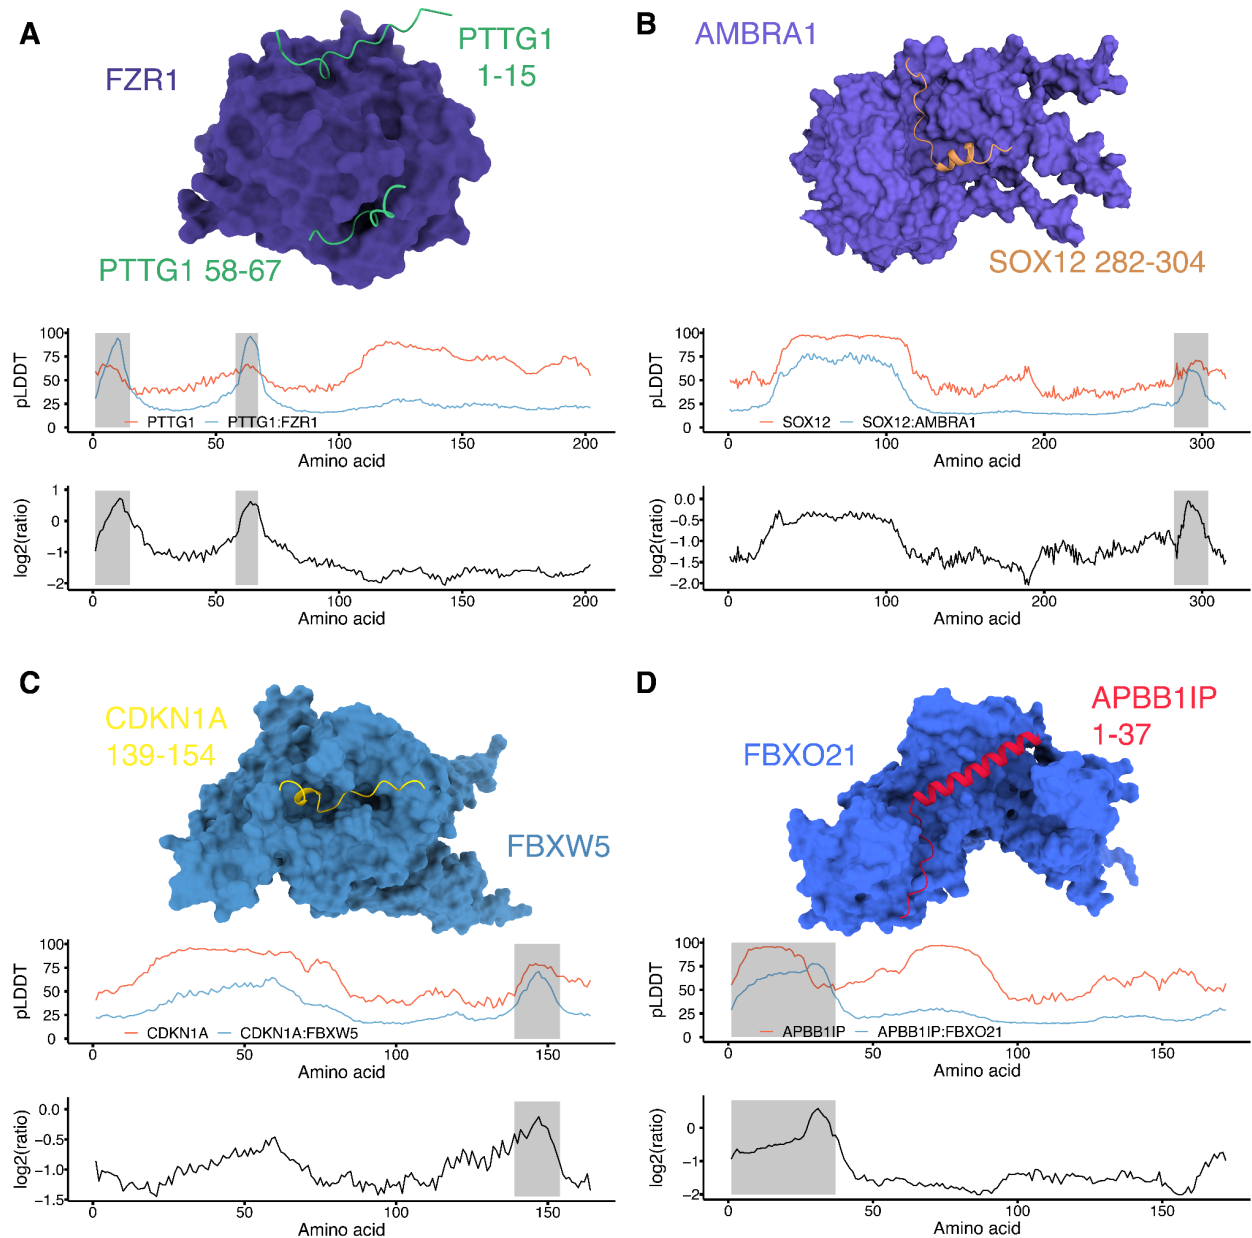 A
FZR1
PTTG1
1-15
PTTG1 58-67
pLDDT
100
75
50
25
0
PTTG1
PTTG1:FZR1
0
50
100
150
200
Amino acid
log2(ratio)
1
0
−1
−2
0
50
100
150
200
Amino acid
B
AMBRA1
SOX12 282-304
pLDDT
100
75
50
25
0
SOX12
SOX12:AMBRA1
0
100
200
300
Amino acid
log2(ratio)
0.0
−0.5
−1.0
−1.5
−2.0
0
100
200
300
Amino acid
C
CDKN1A
139-154
FBXW5
pLDDT
100
75
50
25
0
CDKN1A
CDKN1A:FBXW5
0
50
100
150
Amino acid
log2(ratio)
0.0
−0.5
−1.0
−1.5
0
50
100
150
Amino acid
D
FBXO21
APBB1IP
1-37
pLDDT
100
75
50
25
0
APBB1IP
APBB1IP:FBXO21
0
50
100
150
Amino acid
log2(ratio)
0
−1
−2
0
50
100
150
Amino acid